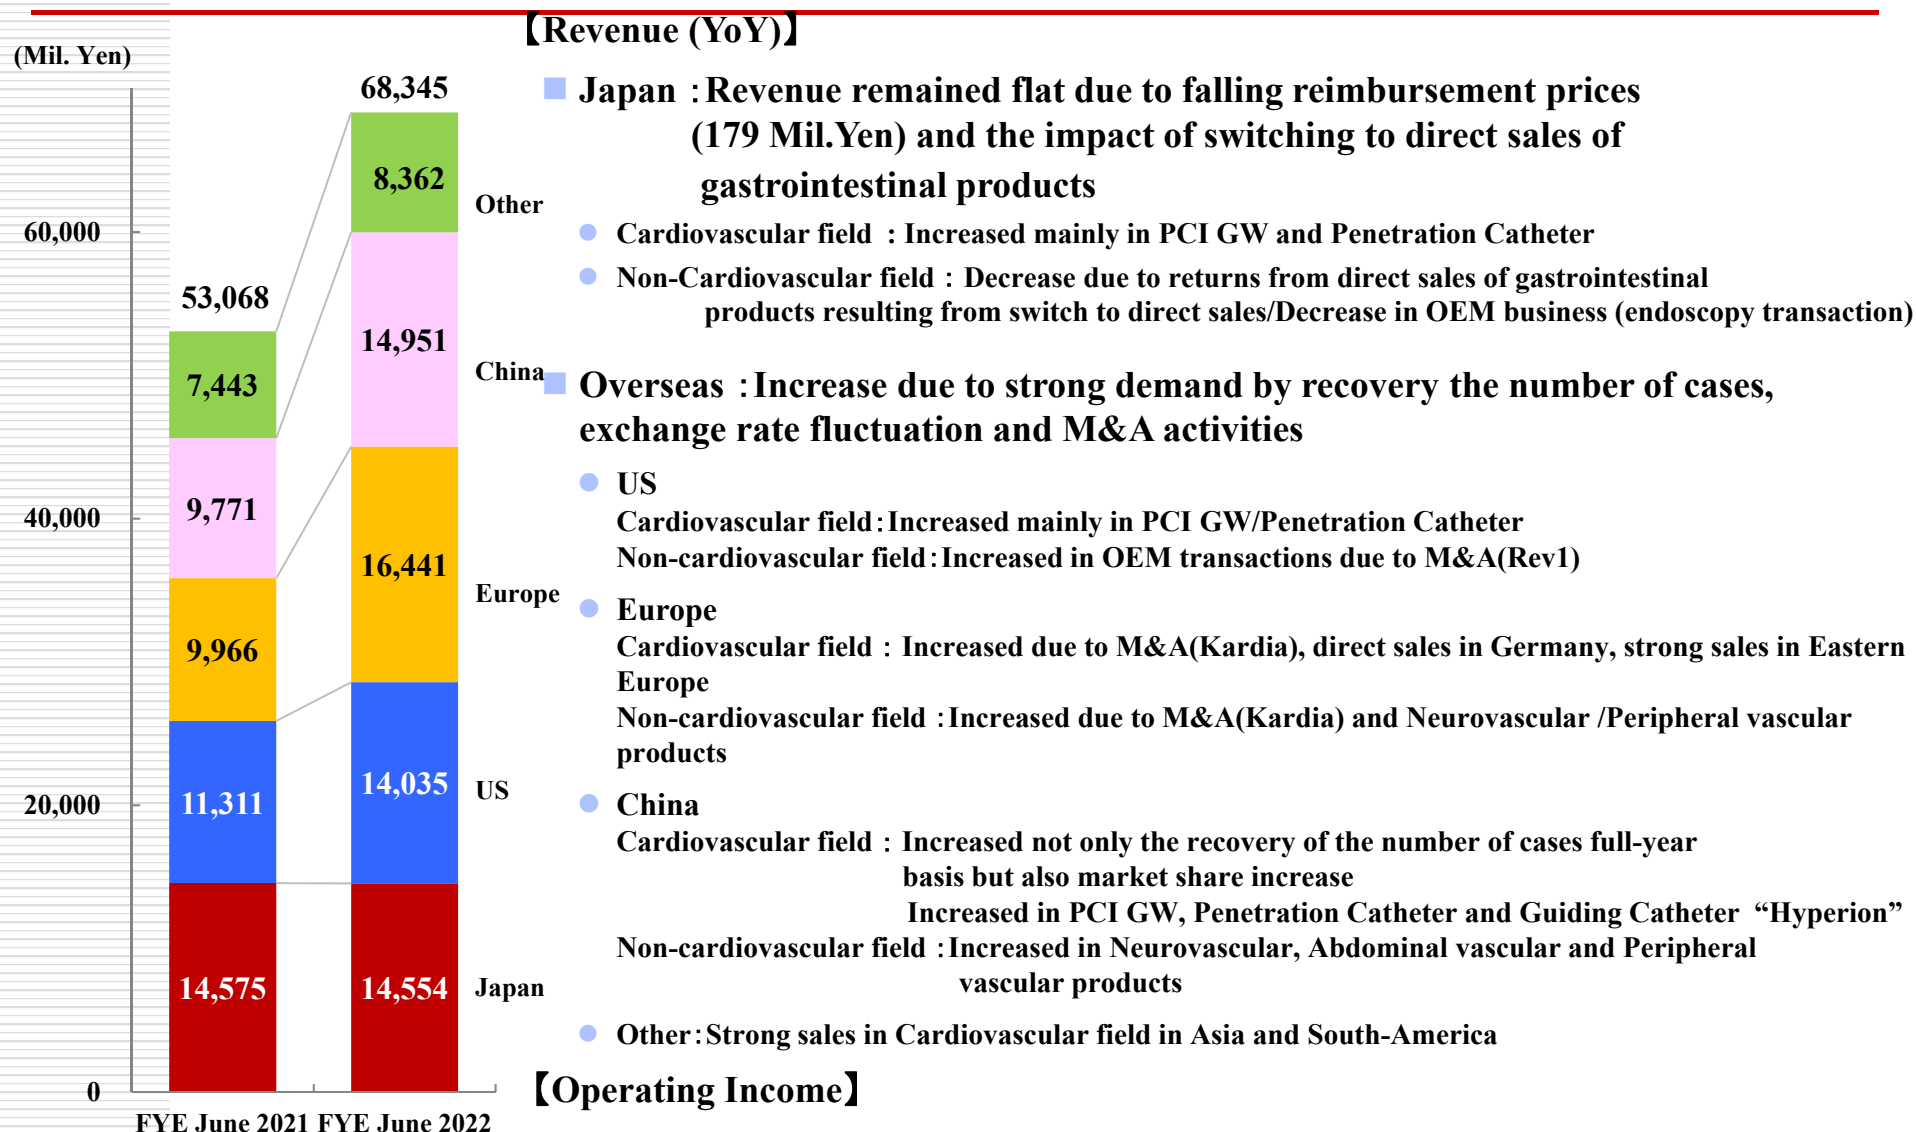 (Mil. Yen)
60,000
40,000
20,000
0
53,068
7,443
9,771
9,966
11,311
14,575
68,345
8,362
14,951
16,441
14,035
14,554
Other
China
Europe
US
Japan
FYE June 2021
FYE June 2022
【Revenue (YoY)】
Japan：Revenue remained flat due to falling reimbursement prices
(179 Mil.Yen) and the impact of switching to direct sales of
gastrointestinal products
Cardiovascular field : Increased mainly in PCI GW and Penetration Catheter
Non-Cardiovascular field：Decrease due to returns from direct sales of gastrointestinal
products resulting from switch to direct sales/Decrease in OEM business (endoscopy transaction)
Overseas：Increase due to strong demand by recovery the number of cases,
exchange rate fluctuation and M&A activities
US
Cardiovascular field：Increased mainly in PCI GW/Penetration Catheter
Non-cardiovascular field：Increased in OEM transactions due to M&A(Rev1)
Europe
Cardiovascular field：Increased due to M&A(Kardia), direct sales in Germany, strong sales in Eastern
Europe
Non-cardiovascular field：Increased due to M&A(Kardia) and Neurovascular /Peripheral vascular
products
China
Cardiovascular field：Increased not only the recovery of the number of cases full-year
basis but also market share increase
Increased in PCI GW, Penetration Catheter and Guiding Catheter “Hyperion”
Non-cardiovascular field：Increased in Neurovascular, Abdominal vascular and Peripheral
vascular products
Other：Strong sales in Cardiovascular field in Asia and South-America
【Operating Income】